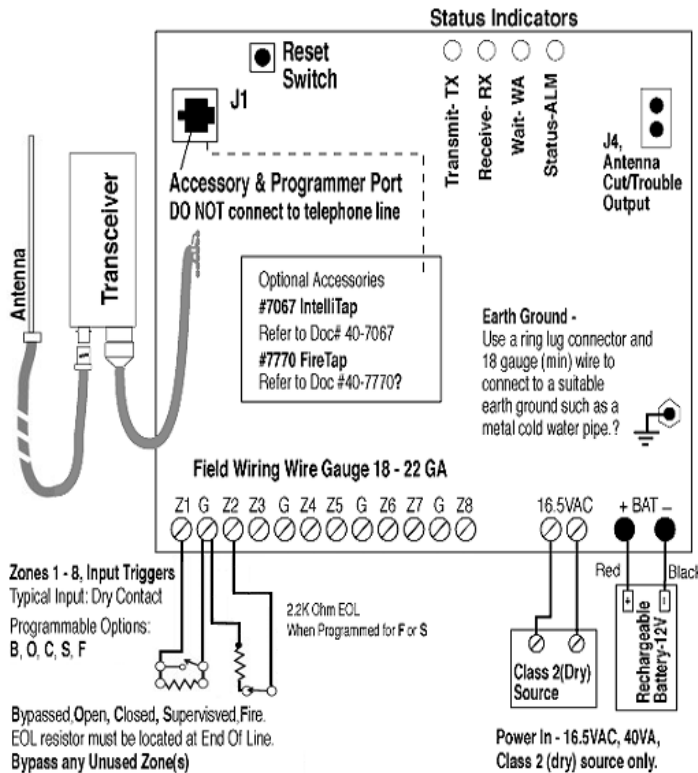 Status Indicators
Reset
Switch
J1
Transmit- TX
Receive- RX
Wait- WA
Status-ALM
J4,
Antenna
Cut/Trouble
Output
Accessory & Programmer Port
DO NOT connect to telephone line
Transceiver
Antenna
Optional Accessories
#7067 IntelliTap
Refer to Doc# 40-7067
#7770 FireTap
Refer to Doc #40-7770?
Earth Ground -
Use a ring lug connector and
18 gauge (min) wire to
connect to a suitable
earth ground such as a
metal cold water pipe.?
Field Wiring Wire Gauge 18 - 22 GA
Z1 G Z2 Z3 G Z4 Z5 G Z6 Z7 G Z8
16.5VAC
+ BAT –
Red
Black
+
–
Rechargeable
Battery-12V
Class 2(Dry)
Source
Zones 1 - 8, Input Triggers
Typical Input: Dry Contact
Programmable Options:
B, O, C, S, F
2.2K Ohm EOL
When Programmed for F or S
Bypassed,Open, Closed, Supervisved,Fire.
EOL resistor must be located at End Of Line.
Bypass any Unused Zone(s)
Power In - 16.5VAC, 40VA,
Class 2 (dry) source only.